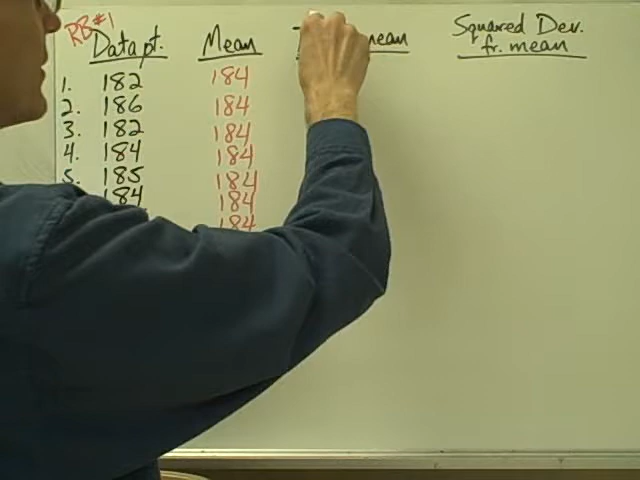 RB#1
Data pt. Mean mean Squared Dev. fr. mean
1. 182 184
2. 186 184
3. 182 184
4. 184 184
5. 185 184
184 184
184